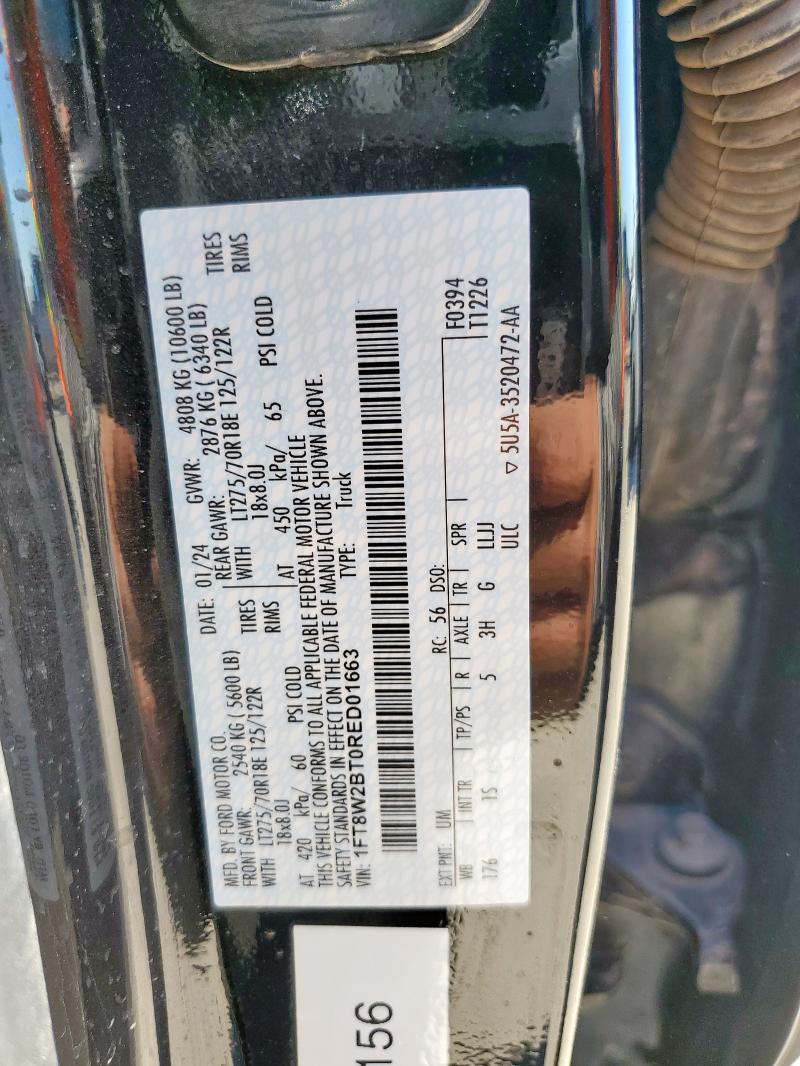 MFD. BY FORD MOTOR CO.
DATE: 01/24 GVWR: 4808 KG (10600 LB)
FRONT GAWR: 2540 KG ( 5600 LB)
REAR GAWR: 2876 KG ( 6340 LB)
WITH LT275/70R18E 125/122R TIRES
WITH LT275/70R18E 125/122R TIRES
18x8.0J RIMS
18x8.0J RIMS
AT 420 kPa/ 60 PSI COLD
AT 450 kPa/ 65 PSI COLD
THIS VEHICLE CONFORMS TO ALL APPLICABLE FEDERAL MOTOR VEHICLE
SAFETY STANDARDS IN EFFECT ON THE DATE OF MANUFACTURE SHOWN ABOVE.
VIN: 1FT8W2BT0RED01663 TYPE: Truck
EXT PNT: UM RC: 56 DSO: F0394
WB INT TR TP/PS R AXLE TR SPR T1226
176 1S 5 3H G LLJJ
ULC ▽ 5U5A-3520472-AA
156